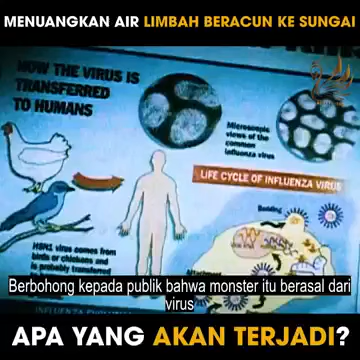 MENUANGKAN AIR LIMBAH BERACUN KE SUNGAI
HOW THE VIRUS IS
TRANSFERRED
TO HUMANS
Microscopic
views of the
common
influenza virus
LIFE CYCLE OF INFLUENZA VIRUS
Budding
H5N1 virus comes from
birds or chickens and
is probably transferred
Attachment
Berbohong kepada publik bahwa monster itu berasal dari
virus
APA YANG AKAN TERJADI?